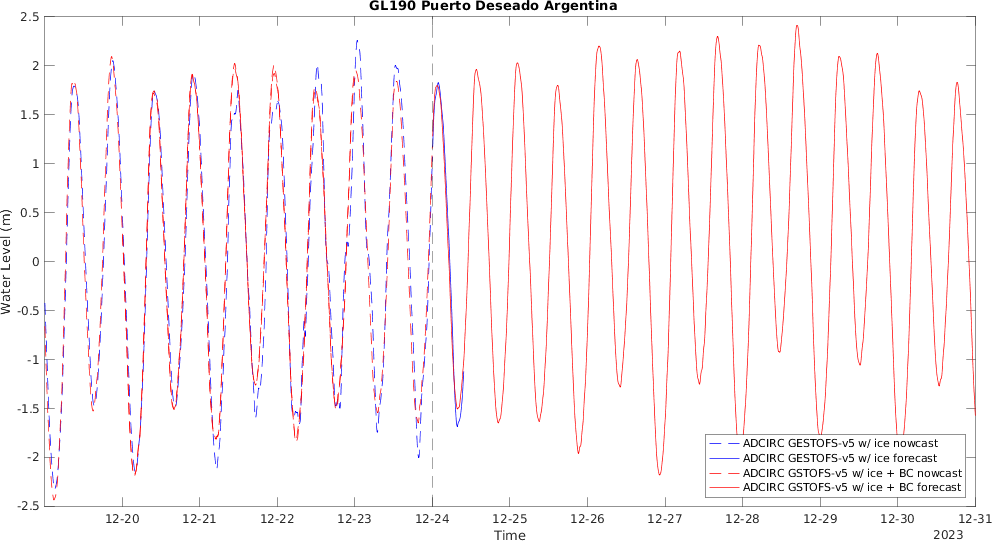 GL190 Puerto Deseado Argentina
2.5
2
1.5
1
0.5
0
-0.5
-1
-1.5
-2
-2.5
Water Level (m)
ADCIRC GESTOFS-v5 w/ ice nowcast
ADCIRC GESTOFS-v5 w/ ice forecast
ADCIRC GSTOFS-v5 w/ ice + BC nowcast
ADCIRC GSTOFS-v5 w/ ice + BC forecast
12-20 12-21 12-22 12-23 12-24 12-25 12-26 12-27 12-28 12-29 12-30 12-31
Time
2023